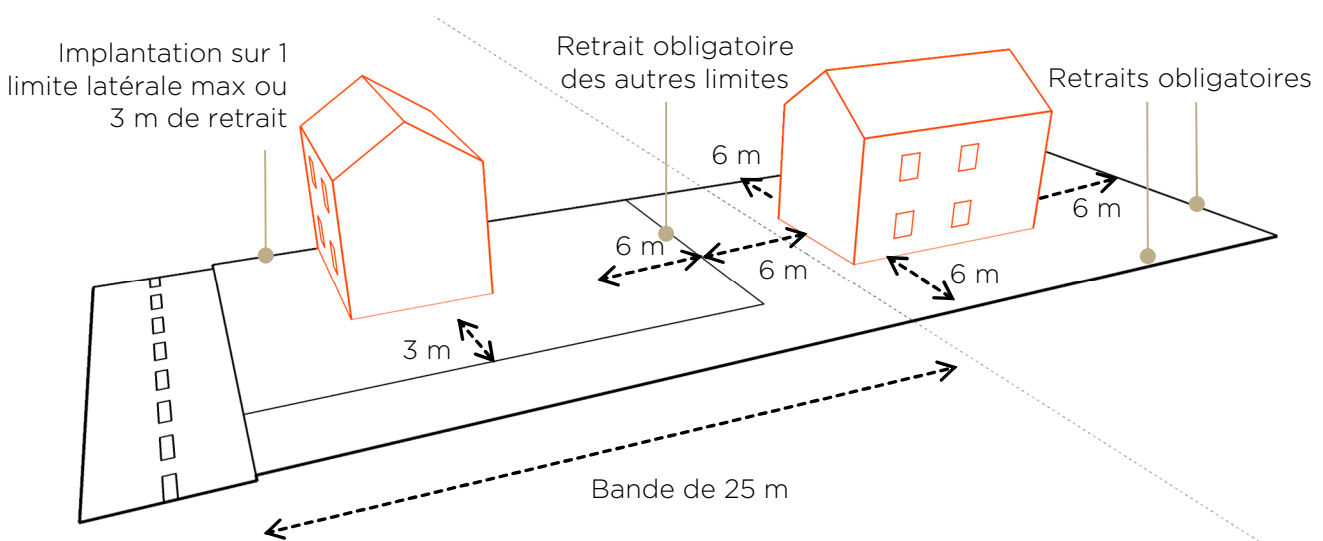 Implantation sur 1
limite latérale max ou
3 m de retrait
Retrait obligatoire
des autres limites
Retraits obligatoires
6 m
6 m
6 m
6 m
6 m
3 m
Bande de 25 m